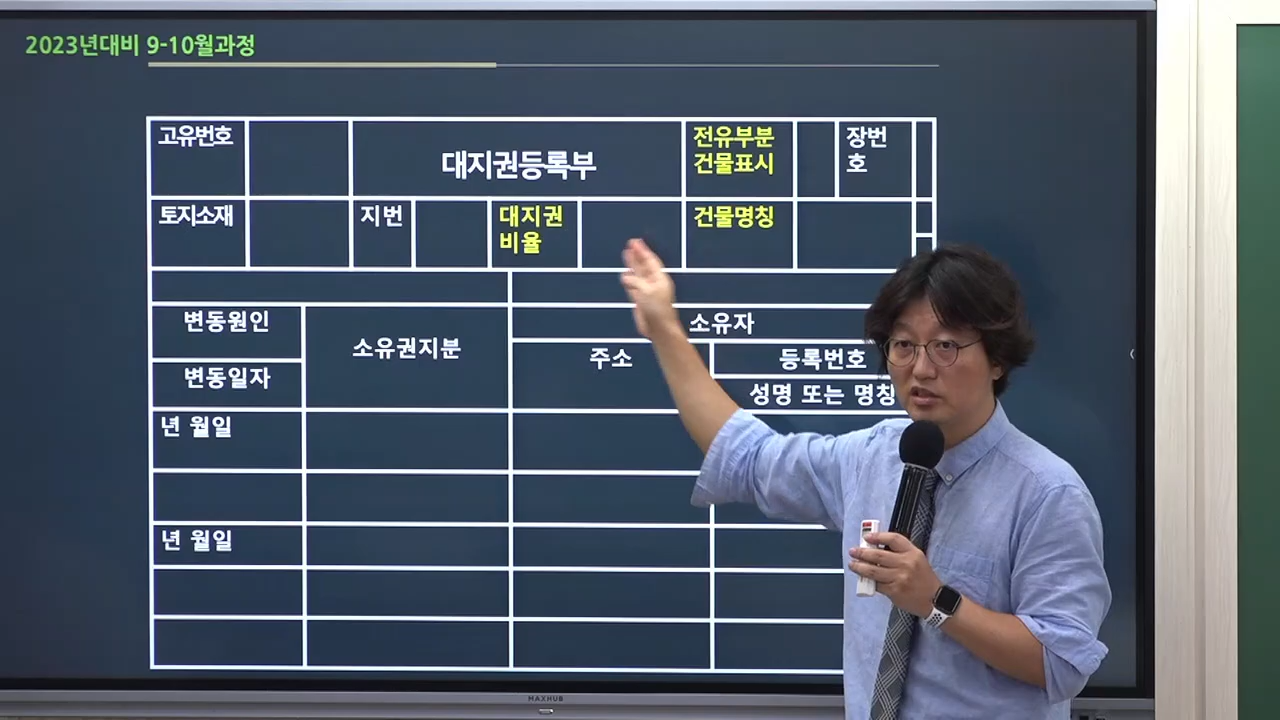 2023년대비 9-10월과정
고유번호
대지권등록부
전유부분
건물표시
장번
호
토지소재
지번
대지권
비율
건물명칭
변동원인
소유권지분
소유자
변동일자
주소
등록번호
성명 또는 명칭
년 월일
년 월일
MAXHUB